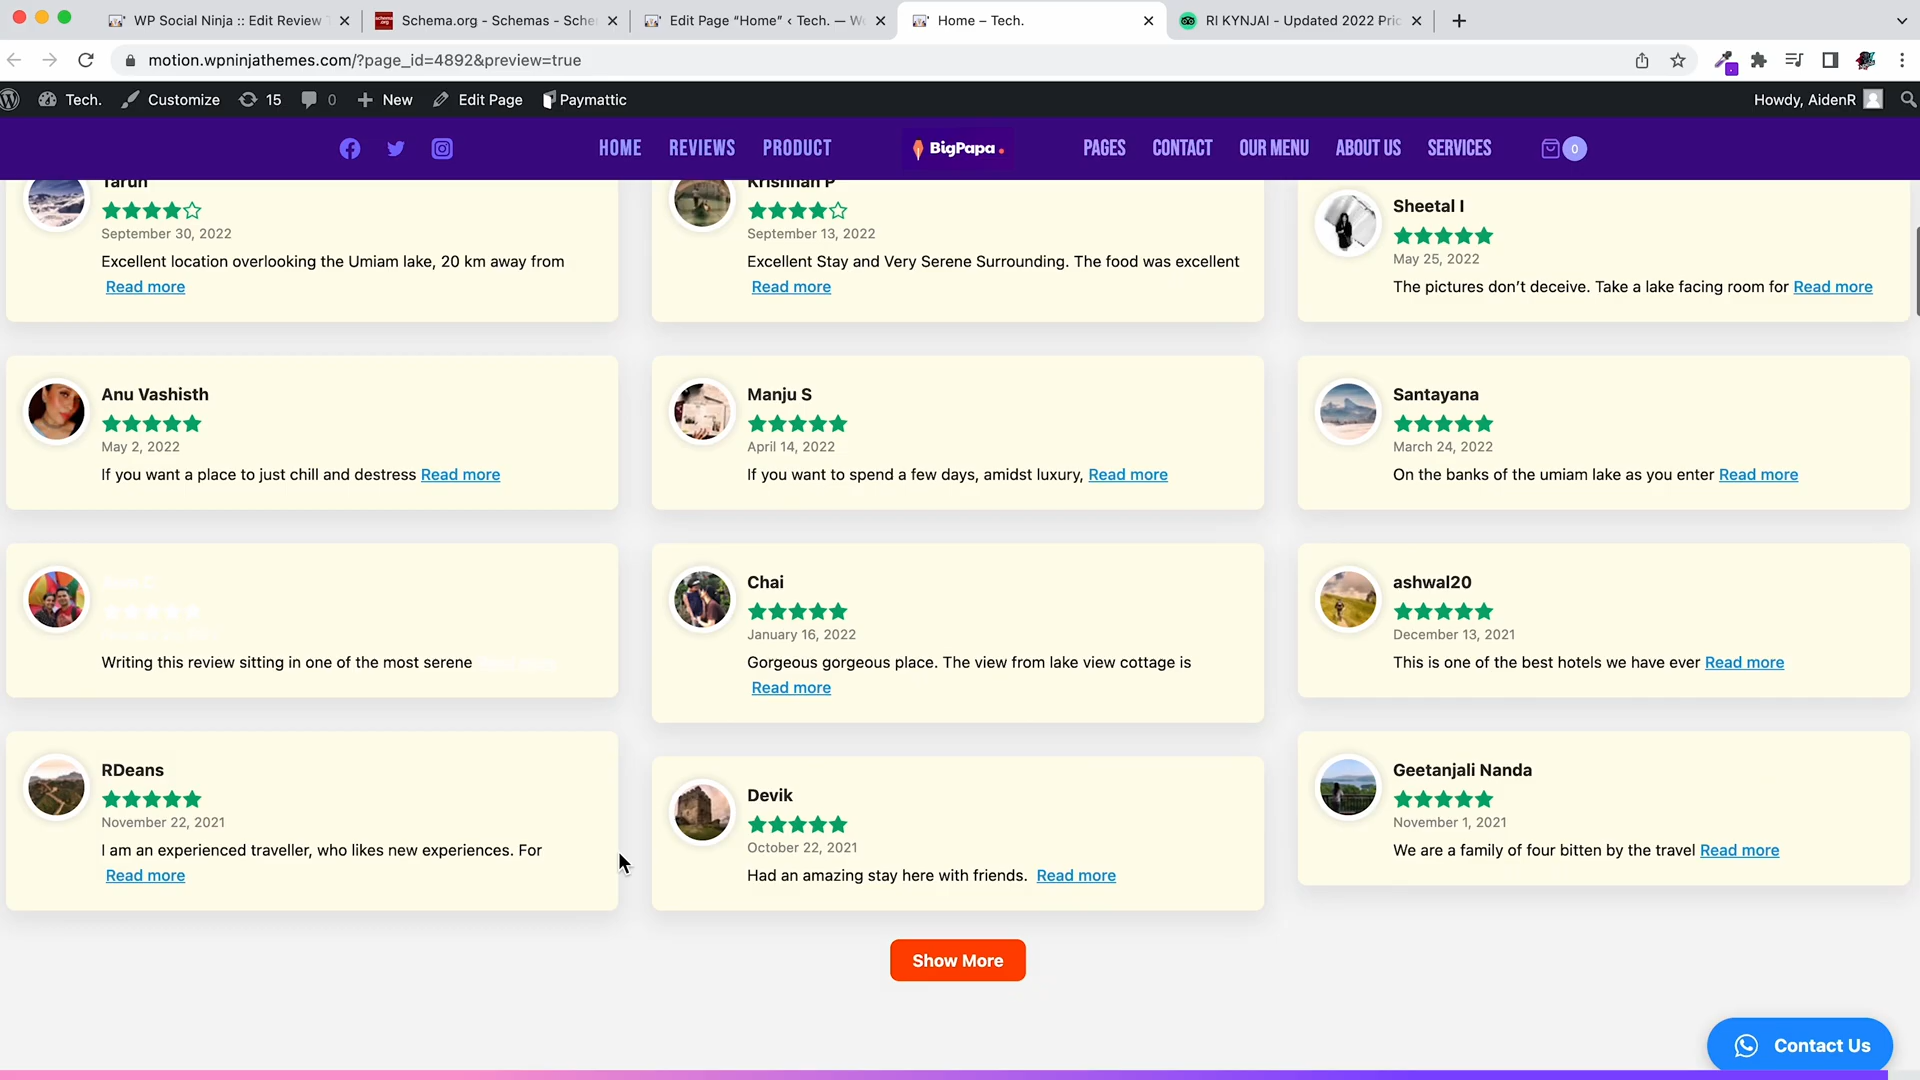 WP Social Ninja :: Edit Review T
Schema.org - Schemas - Sche
Edit Page “Home” ‹ Tech. — W
Home – Tech.
RI KYNJAI - Updated 2022 Pric
motion.wpninjathemes.com/?page_id=4892&preview=true
Tech.
Customize
15
0
New
Edit Page
Paymattic
Howdy, AidenR
HOME
REVIEWS
PRODUCT
BigPapa.
PAGES
CONTACT
OUR MENU
ABOUT US
SERVICES
0
Tarun
September 30, 2022
Excellent location overlooking the Umiam lake, 20 km away from
Read more
Krishnan P
September 13, 2022
Excellent Stay and Very Serene Surrounding. The food was excellent
Read more
Sheetal I
May 25, 2022
The pictures don’t deceive. Take a lake facing room for Read more
Anu Vashisth
May 2, 2022
If you want a place to just chill and destress Read more
Manju S
April 14, 2022
If you want to spend a few days, amidst luxury, Read more
Santayana
March 24, 2022
On the banks of the umiam lake as you enter Read more
Writing this review sitting in one of the most serene
Chai
January 16, 2022
Gorgeous gorgeous place. The view from lake view cottage is
Read more
ashwal20
December 13, 2021
This is one of the best hotels we have ever Read more
RDeans
November 22, 2021
I am an experienced traveller, who likes new experiences. For
Read more
Devik
October 22, 2021
Had an amazing stay here with friends. Read more
Geetanjali Nanda
November 1, 2021
We are a family of four bitten by the travel Read more
Show More
Contact Us